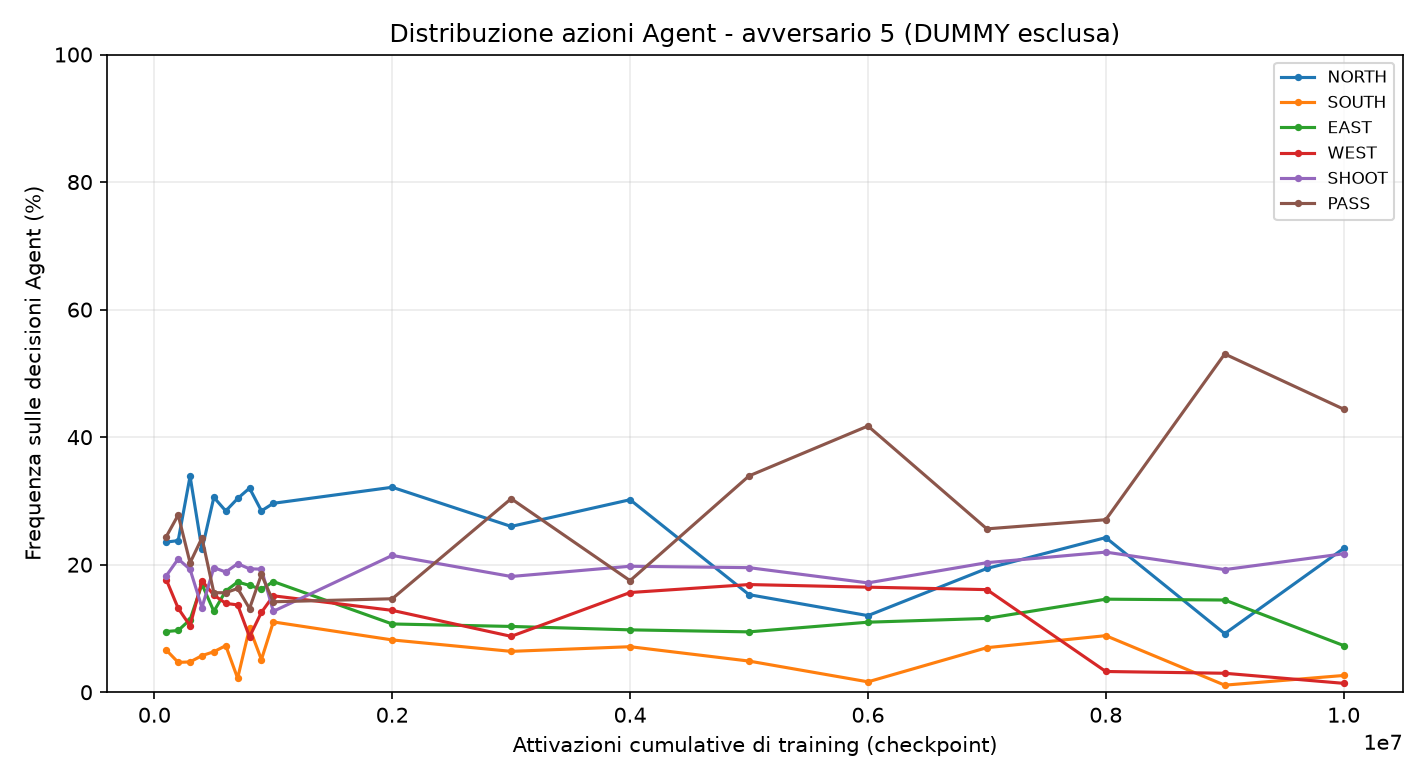 Distribuzione azioni Agent - avversario 5 (DUMMY esclusa)
Frequenza sulle decisioni Agent (%)
100
80
60
40
20
0
NORTH
SOUTH
EAST
WEST
SHOOT
PASS
0.0 0.2 0.4 0.6 0.8 1.0
1e7
Attivazioni cumulative di training (checkpoint)